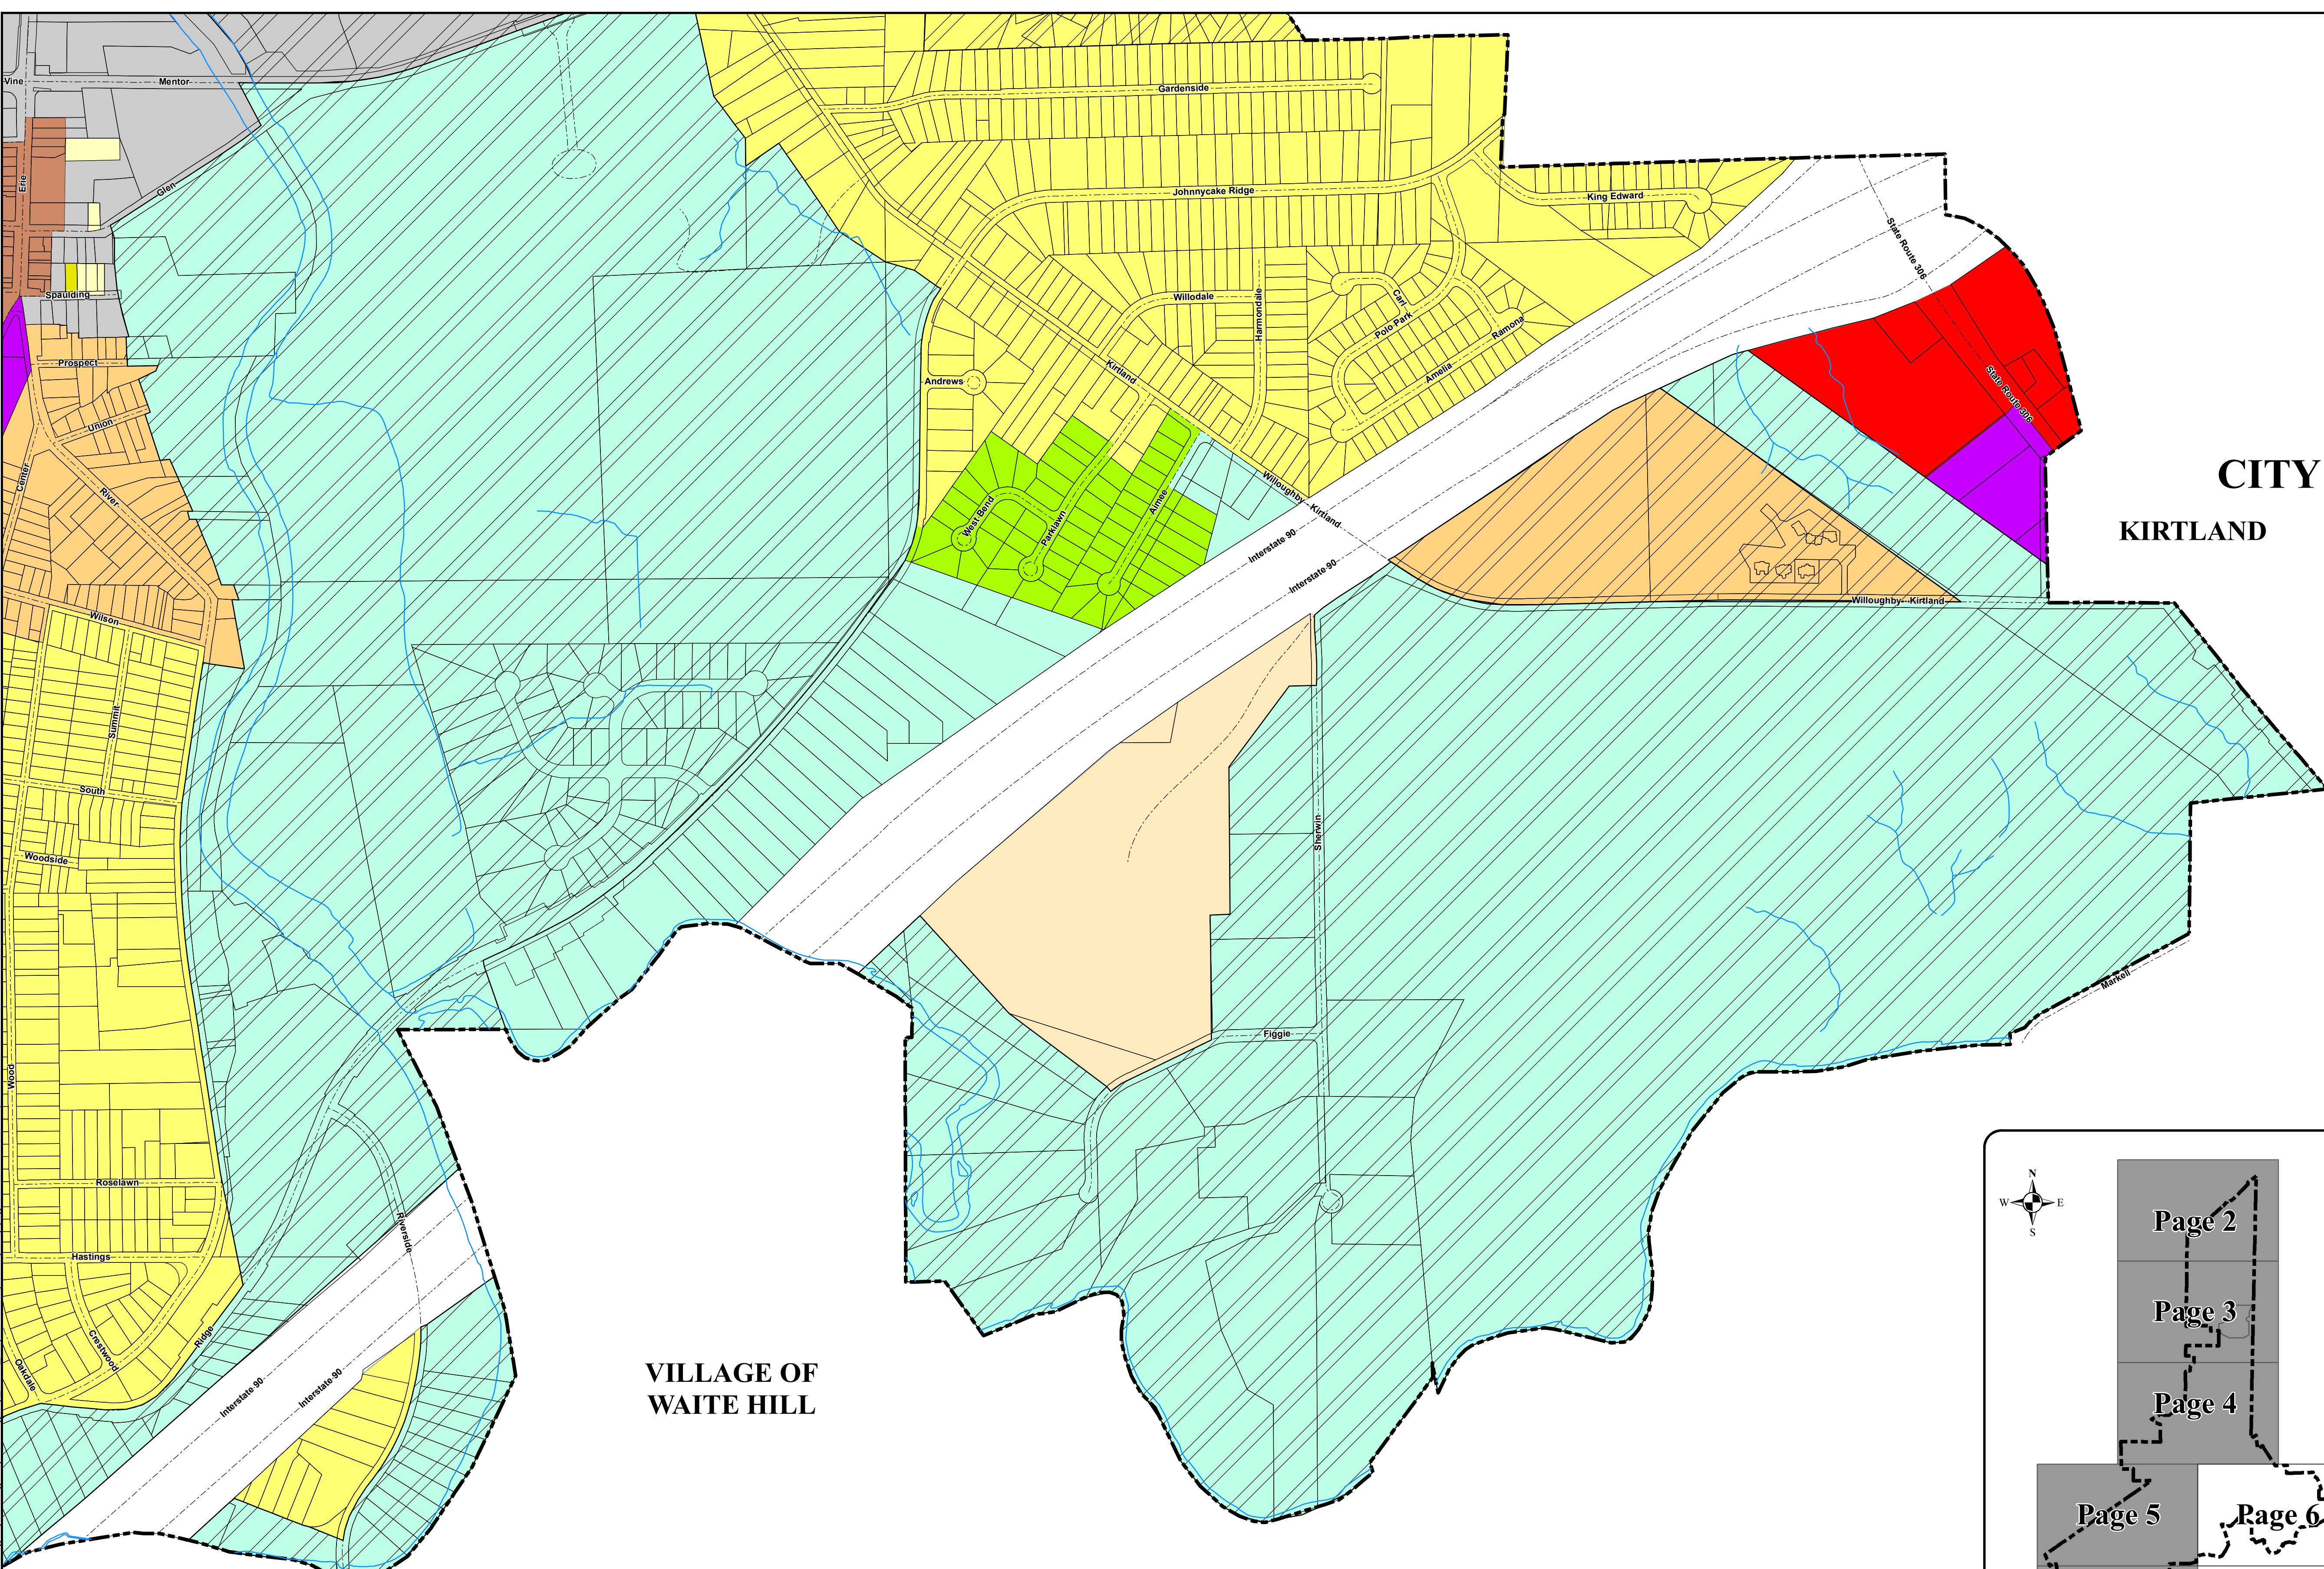 Vine
Mentor
Gardenside
Erie
Glen
Johnnycake Ridge
King Edward
State Route 306
Spaulding
Willodale
Harmondale
Carl
Polo Park
Ramona
Prospect
Kirtland
Andrews
Amelia
State Route 306
Union
Center
River
CITY
KIRTLAND
West Bend
Parklawn
Aimee
Willoughby - Kirtland
Interstate 90
Interstate 90
Willoughby - Kirtland
Wilson
Summit
South
Sherwin
Woodside
Markell
Figgie
Wood
Roselawn
Riverside
Hastings
Crestwood
Ridge
Oakdale
Interstate 90
Interstate 90
VILLAGE OF
WAITE HILL
N
W E
S
Page 2
Page 3
Page 4
Page 5
Page 6